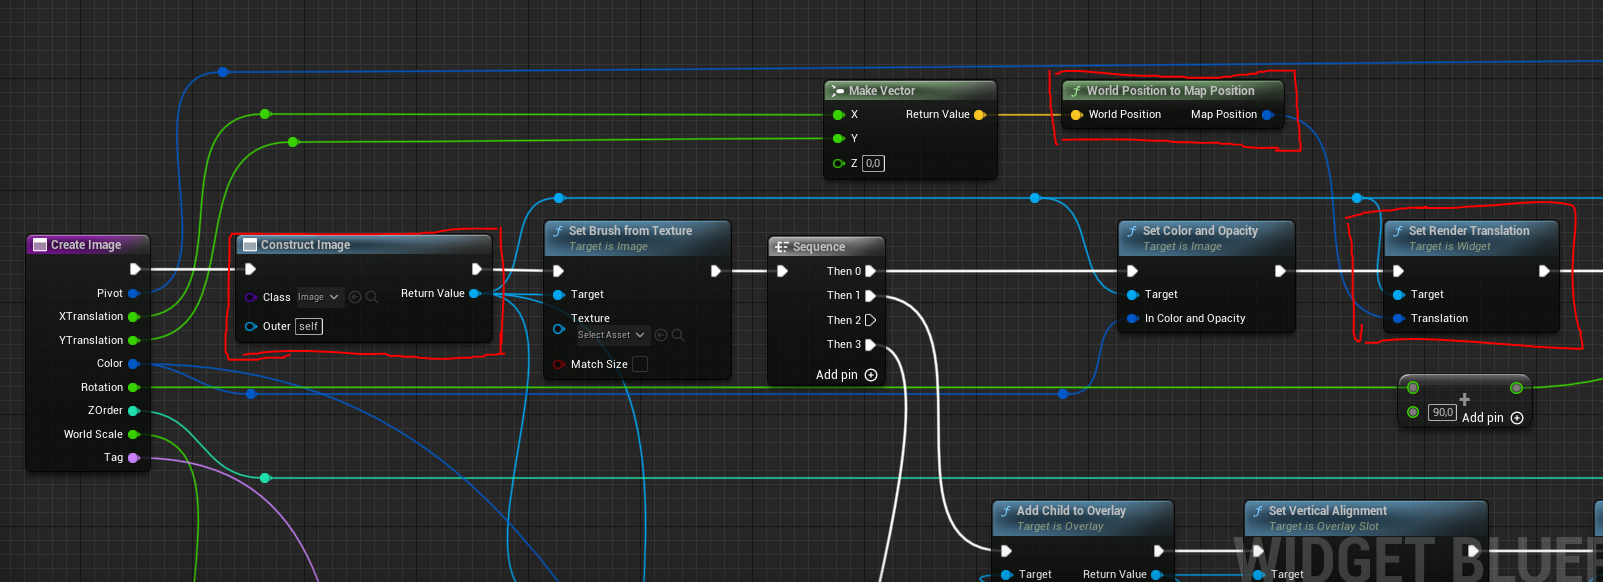 Make Vector
X Return Value
Y
Z 0,0
World Position to Map Position
World Position Map Position
Create Image
Pivot
XTranslation
YTranslation
Color
Rotation
ZOrder
World Scale
Tag
Construct Image
Class Image Return Value
Outer self
Set Brush from Texture
Target is Image
Target
Texture
Select Asset
Match Size
Sequence
Then 0
Then 1
Then 2
Then 3
Add pin
Set Color and Opacity
Target is Image
Target
In Color and Opacity
Set Render Translation
Target is Widget
Target
Translation
90,0 Add pin
Add Child to Overlay
Target is Overlay
Target Return Value
Set Vertical Alignment
Target is Overlay Slot
Target